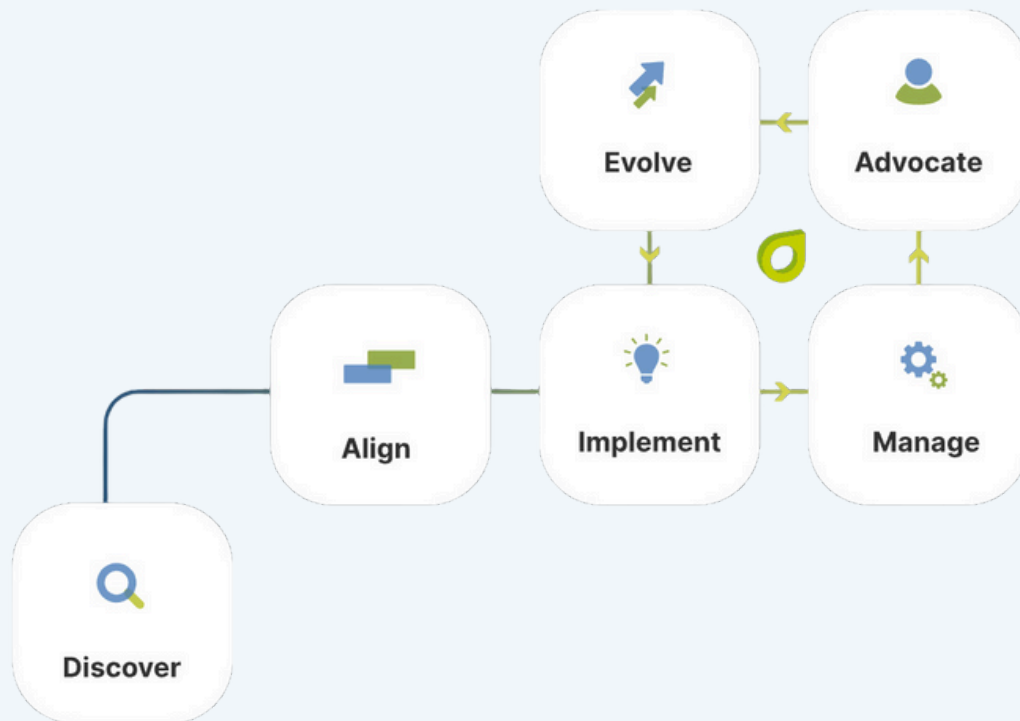 Evolve
Advocate
Align
Implement
Manage
Discover